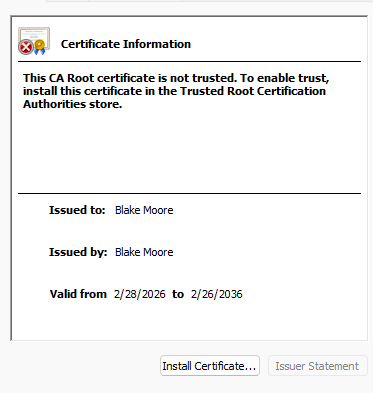 Certificate Information
This CA Root certificate is not trusted. To enable trust,
install this certificate in the Trusted Root Certification
Authorities store.
Issued to: Blake Moore
Issued by: Blake Moore
Valid from 2/28/2026 to 2/26/2036
Install Certificate... Issuer Statement